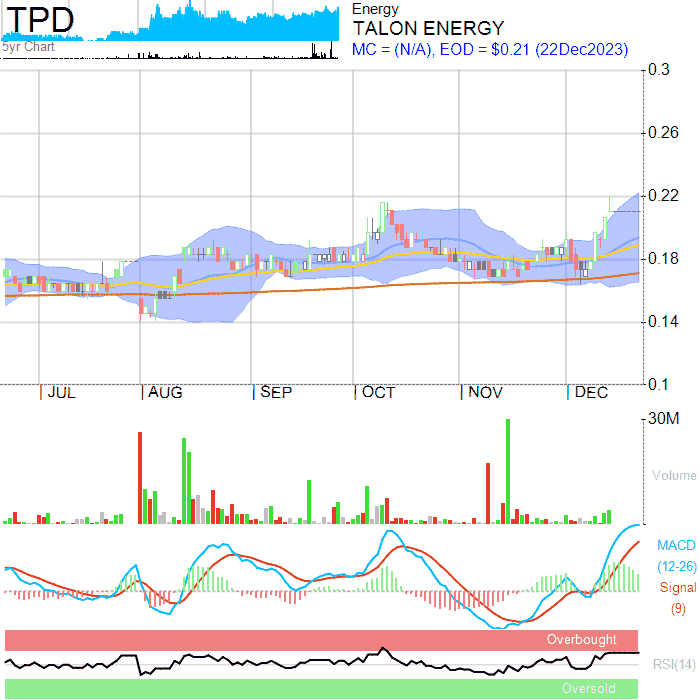 TPD
5yr Chart
Energy
TALON ENERGY
MC = (N/A), EOD = $0.21 (22Dec2023)
0.3
0.26
0.22
0.18
0.14
0.1
JUL AUG SEP OCT NOV DEC
30M
Volume
MACD
(12-26)
Signal
(9)
Overbought
RSI(14)
Oversold